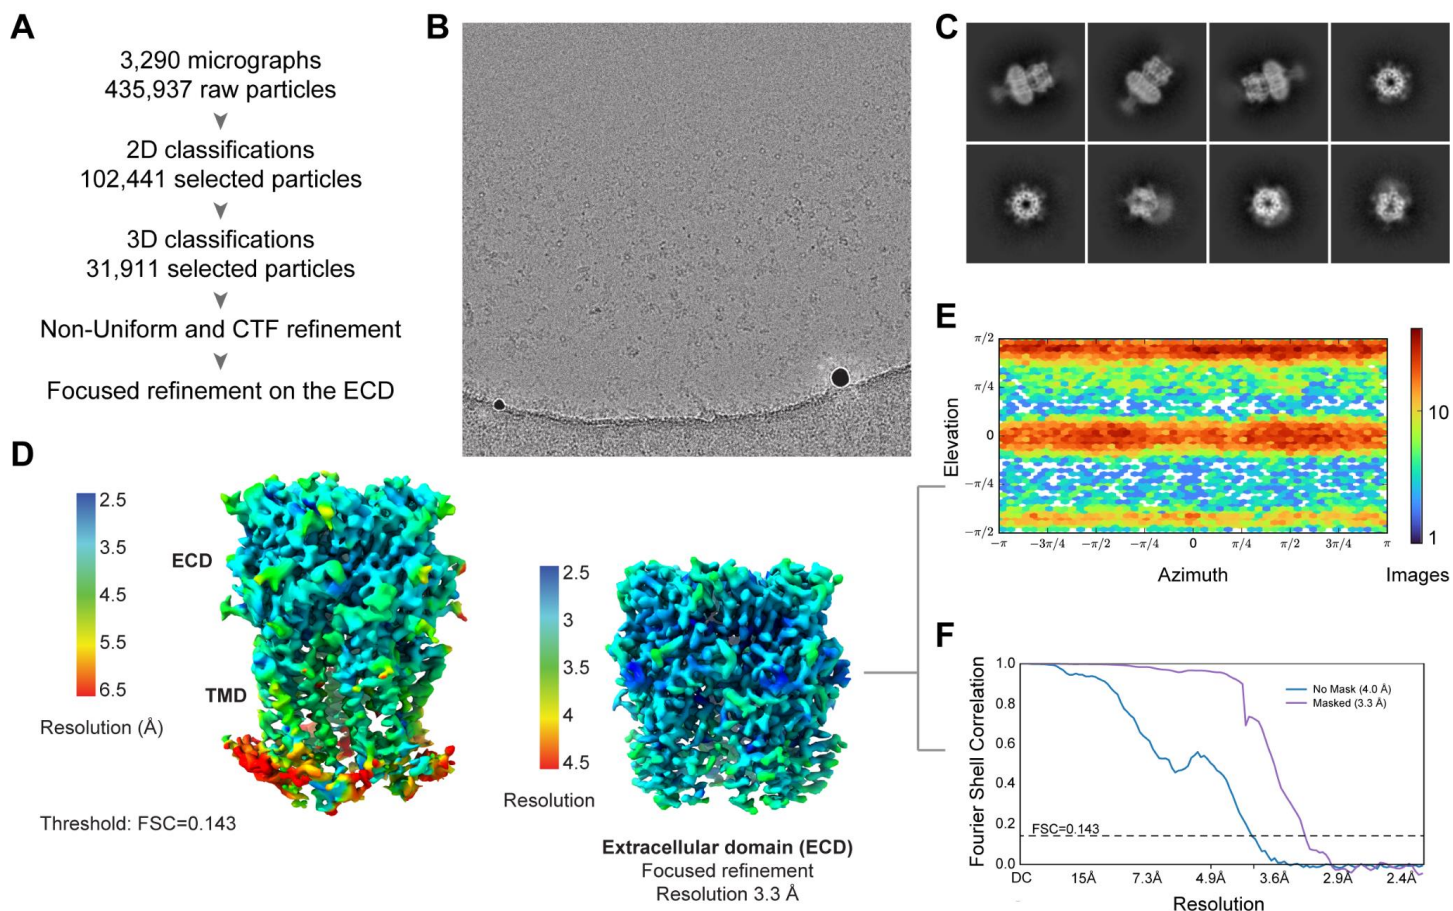 A
3,290 micrographs
435,937 raw particles
2D classifications
102,441 selected particles
3D classifications
31,911 selected particles
Non-Uniform and CTF refinement
Focused refinement on the ECD
B
C
D
2.5
3.5
4.5
5.5
6.5
Resolution (Å)
ECD
TMD
Threshold: FSC=0.143
2.5
3
3.5
4
4.5
Resolution
Extracellular domain (ECD)
Focused refinement
Resolution 3.3 Å
E
Elevation
π/2
π/4
0
−π/4
−π/2
−π −3π/4 −π/2 −π/4 0 π/4 π/2 3π/4 π
Azimuth
10
1
Images
F
Fourier Shell Correlation
1.0
0.8
0.6
0.4
0.2
0.0
No Mask (4.0 Å)
Masked (3.3 Å)
FSC=0.143
DC 15Å 7.3Å 4.9Å 3.6Å 2.9Å 2.4Å
Resolution